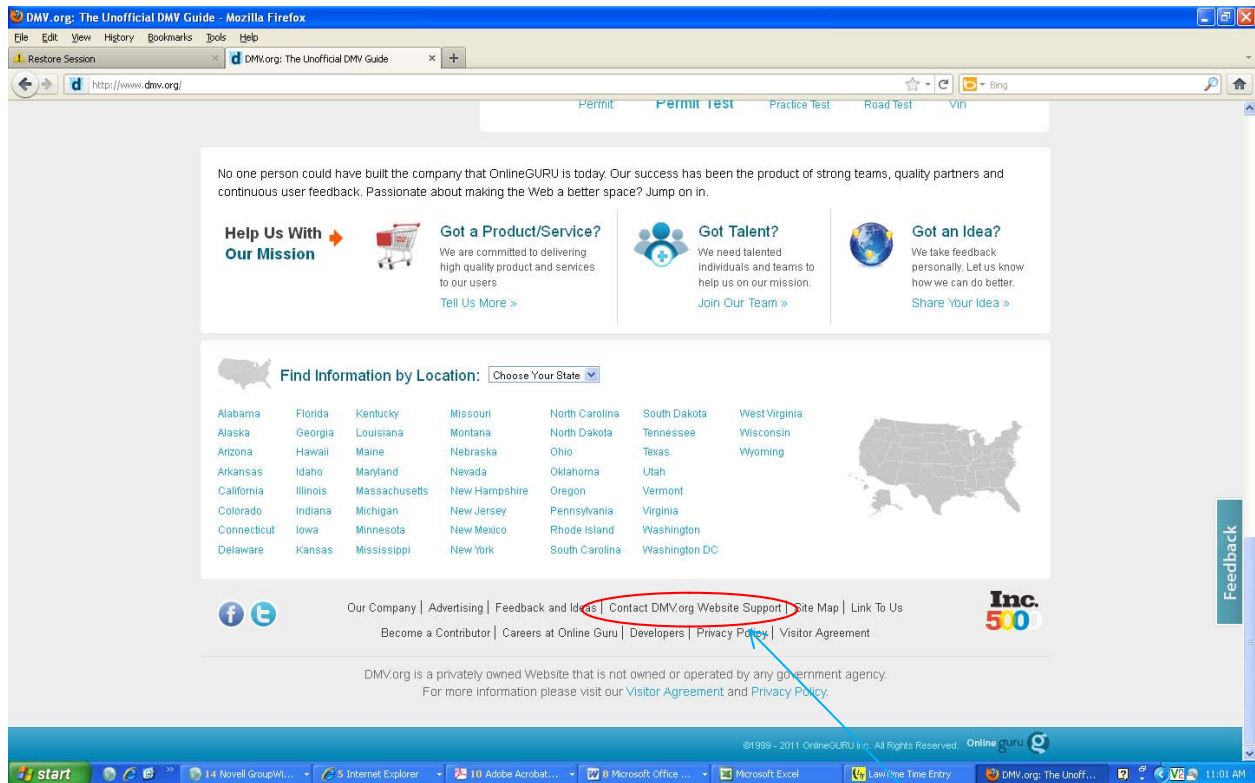 DMV.org: The Unofficial DMV Guide - Mozilla Firefox
File Edit View History Bookmarks Tools Help
Restore Session
DMV.org: The Unofficial DMV Guide
http://www.dmv.org/
Bing
Permit Permit Test Practice Test Road Test Vin
No one person could have built the company that OnlineGURU is today. Our success has been the product of strong teams, quality partners and
continuous user feedback. Passionate about making the Web a better space? Jump on in.
Help Us With
Our Mission
Got a Product/Service?
We are committed to delivering
high quality product and services
to our users
Tell Us More »
Got Talent?
We need talented
individuals and teams to
help us on our mission.
Join Our Team »
Got an Idea?
We take feedback
personally. Let us know
how we can do better.
Share Your Idea »
Find Information by Location: Choose Your State
Alabama Florida Kentucky Missouri North Carolina South Dakota West Virginia
Alaska Georgia Louisiana Montana North Dakota Tennessee Wisconsin
Arizona Hawaii Maine Nebraska Ohio Texas Wyoming
Arkansas Idaho Maryland Nevada Oklahoma Utah
California Illinois Massachusetts New Hampshire Oregon Vermont
Colorado Indiana Michigan New Jersey Pennsylvania Virginia
Connecticut Iowa Minnesota New Mexico Rhode Island Washington
Delaware Kansas Mississippi New York South Carolina Washington DC
Feedback
Our Company | Advertising | Feedback and Ideas | Contact DMV.org Website Support | Site Map | Link To Us
Become a Contributor | Careers at Online Guru | Developers | Privacy Policy | Visitor Agreement
Inc.
500
DMV.org is a privately owned Website that is not owned or operated by any government agency.
For more information please visit our Visitor Agreement and Privacy Policy.
©1999 - 2011 OnlineGURU Inc. All Rights Reserved. Online guru
start 14 Novell GroupWi... 5 Internet Explorer 10 Adobe Acrobat... 8 Microsoft Office ... Microsoft Excel LawTime Time Entry DMV.org: The Unoff... 11:01 AM